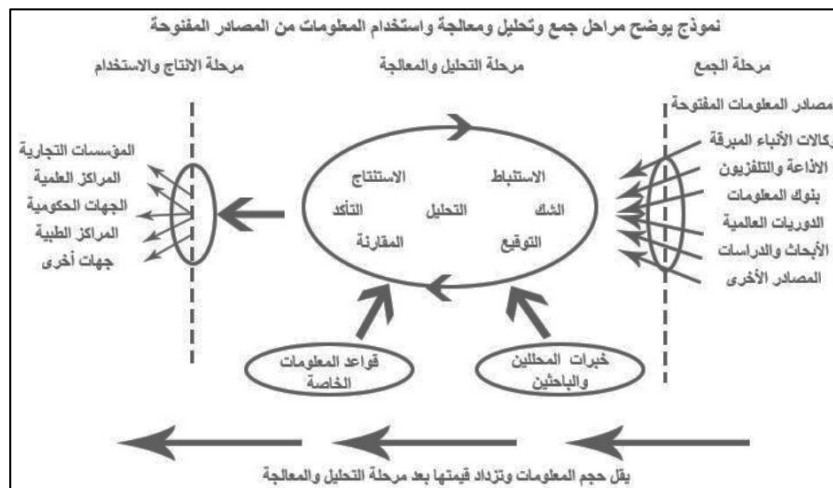 نموذج يوضح مراحل جمع وتحليل ومعالجة واستخدام المعلومات من المصادر المفتوحة
مرحلة الجمع
مرحلة التحليل والمعالجة
مرحلة الانتاج والاستخدام
مصادر المعلومات المفتوحة
وكالات الأنباء المبرقة
الاذاعة والتلفزيون
بنوك المعلومات
الدوريات العالمية
الأبحاث والدراسات
المصادر الأخرى
الاستنباط
الاستنتاج
الشك
التحليل
التأكد
التوقيع
المقارنة
المؤسسات التجارية
المراكز العلمية
الجهات الحكومية
المراكز الطبية
جهات أخرى
خبرات المحللين
والباحثين
قواعد المعلومات
الخاصة
يقل حجم المعلومات وتزداد قيمتها بعد مرحلة التحليل والمعالجة